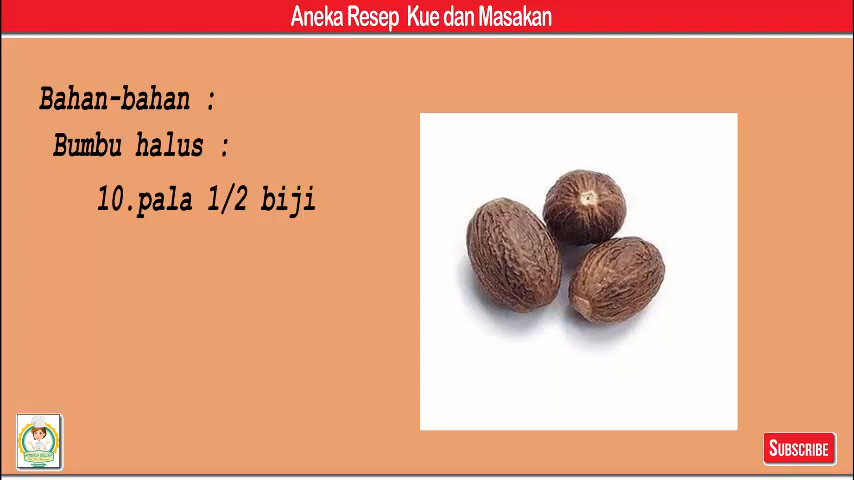 Aneka Resep Kue dan Masakan
Bahan-bahan :
Bumbu halus :
10.pala 1/2 biji
SUBSCRIBE